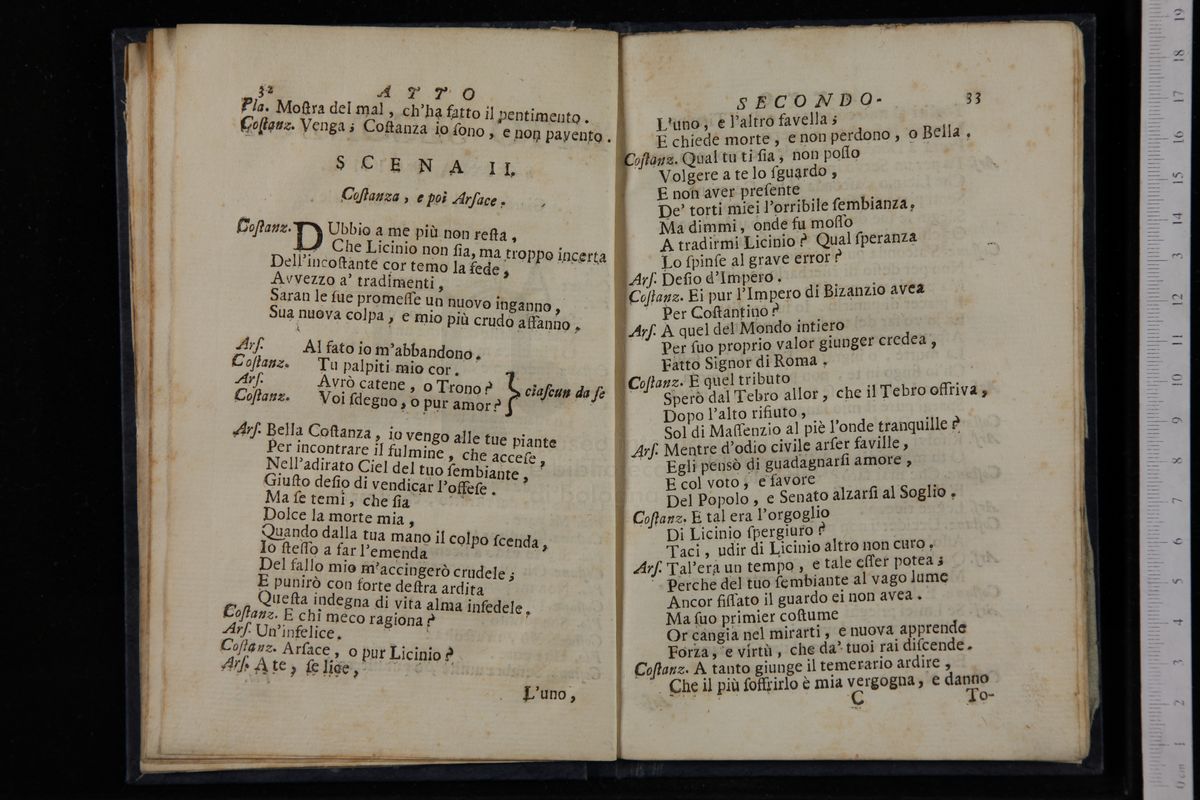 32
ATTO
Pla. Moſtra del mal, ch'ha fatto il pentimento.
Coſtanz. Venga; Coſtanza io ſono, e non pavento.
SCENA II.
Coſtanza, e poi Arſace.
Coſtanz. DUbbio a me più non reſta,
Che Licinio non ſia, ma troppo incerta
Dell'incoſtante cor temo la fede,
Avvezzo a' tradimenti,
Saran le ſue promeſſe un nuovo inganno,
Sua nuova colpa, e mio più crudo affanno.
Arſ. Al fato io m'abbandono.
Coſtanz. Tu palpiti mio cor.
Arſ. Avrò catene, o Trono?
Coſtanz. Voi ſdegno, o pur amor?
} ciaſcun da ſe
Arſ. Bella Coſtanza, io vengo alle tue piante
Per incontrare il fulmine, che acceſe,
Nell'adirato Ciel del tuo ſembiante,
Giuſto deſio di vendicar l'offeſe.
Ma ſe temi, che ſia
Dolce la morte mia,
Quando dalla tua mano il colpo ſcenda,
Io ſteſſo a far l'emenda
Del fallo mio m'accingerò crudele;
E punirò con forte deſtra ardita
Queſta indegna di vita alma infedele.
Coſtanz. E chi meco ragiona?
Arſ. Un'infelice.
Coſtanz. Arſace, o pur Licinio?
Arſ. A te, ſe lice,
L'uno,
SECONDO.
33
L'uno, e l'altro favella;
E chiede morte, e non perdono, o Bella.
Coſtanz. Qual tu ti ſia, non poſſo
Volgere a te lo ſguardo,
E non aver preſente
De' torti miei l'orribile ſembianza.
Ma dimmi, onde fu moſſo
A tradirmi Licinio? Qual ſperanza
Lo ſpinſe al grave error?
Arſ. Deſio d'Impero.
Coſtanz. Ei pur l'Impero di Bizanzio avea
Per Coſtantino?
Arſ. A quel del Mondo intiero
Per ſuo proprio valor giunger credea,
Fatto Signor di Roma.
Coſtanz. E quel tributo
Sperò dal Tebro allor, che il Tebro offriva,
Dopo l'alto rifiuto,
Sol di Maſſenzio al piè l'onde tranquille?
Arſ. Mentre d'odio civile arſer faville,
Egli pensò di guadagnarſi amore,
E col voto, e favore
Del Popolo, e Senato alzarſi al Soglio.
Coſtanz. E tal era l'orgoglio
Di Licinio ſpergiuro?
Taci, udir di Licinio altro non curo.
Arſ. Tal'era un tempo, e tale eſſer potea;
Perche del tuo ſembiante al vago lume
Ancor fiſſato il guardo ei non avea.
Ma ſuo primier coſtume
Or cangia nel mirarti, e nuova apprende
Forza, e virtù, che da' tuoi rai diſcende.
Coſtanz. A tanto giunge il temerario ardire,
Che il più ſoffrirlo è mia vergogna, e danno
C
To-